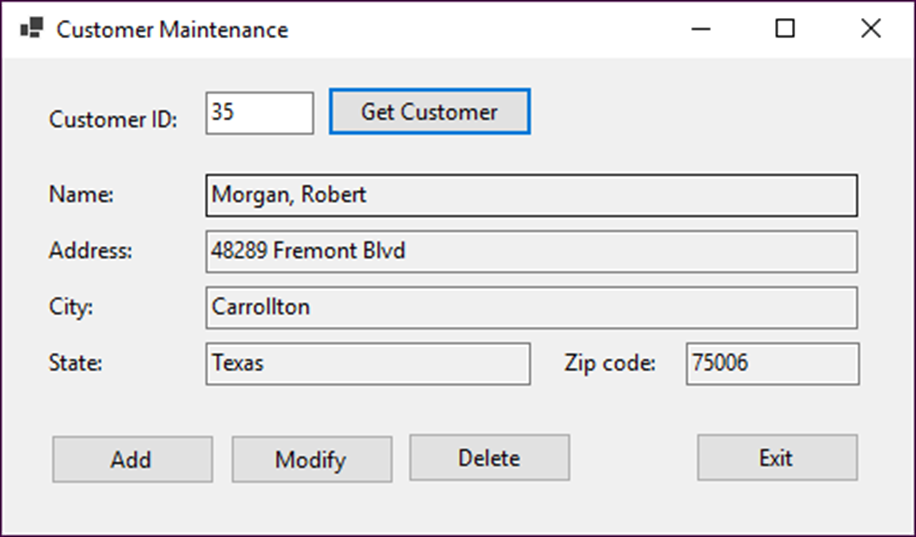 Customer Maintenance
Customer ID: 35 Get Customer
Name: Morgan, Robert
Address: 48289 Fremont Blvd
City: Carrollton
State: Texas Zip code: 75006
Add Modify Delete Exit